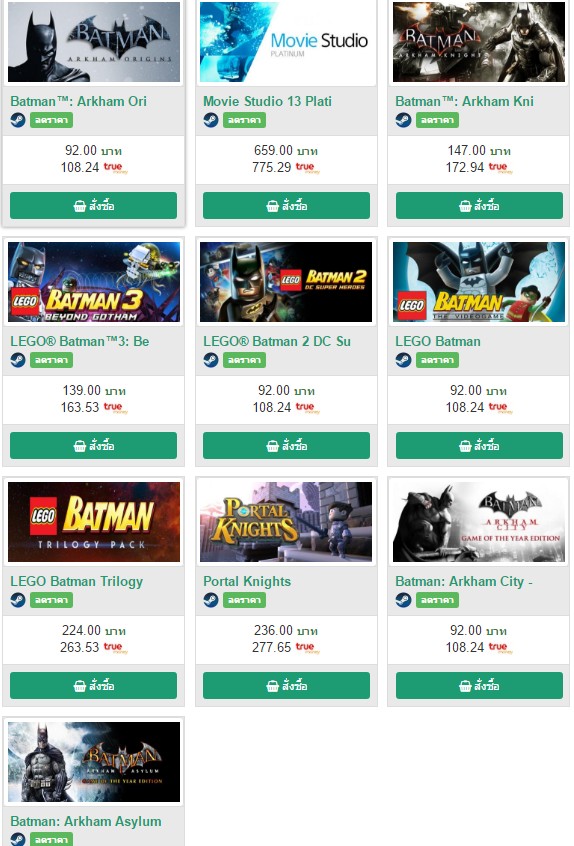 BATMAN
ARKHAM ORIGINS
Batman™: Arkham Ori
ลดราคา
92.00 บาท
108.24 true money
สั่งซื้อ
Movie Studio
PLATINUM
Movie Studio 13 Plati
ลดราคา
659.00 บาท
775.29 true money
สั่งซื้อ
BATMAN
ARKHAM KNIGHT
Batman™: Arkham Kni
ลดราคา
147.00 บาท
172.94 true money
สั่งซื้อ
LEGO BATMAN 3
BEYOND GOTHAM
LEGO® Batman™3: Be
ลดราคา
139.00 บาท
163.53 true money
สั่งซื้อ
LEGO BATMAN 2
DC SUPER HEROES
LEGO® Batman 2 DC Su
ลดราคา
92.00 บาท
108.24 true money
สั่งซื้อ
LEGO BATMAN
THE VIDEOGAME
LEGO Batman
ลดราคา
92.00 บาท
108.24 true money
สั่งซื้อ
LEGO BATMAN
TRILOGY PACK
LEGO Batman Trilogy
ลดราคา
224.00 บาท
263.53 true money
สั่งซื้อ
PORTAL
KNIGHTS
Portal Knights
ลดราคา
236.00 บาท
277.65 true money
สั่งซื้อ
BATMAN
ARKHAM
CITY
GAME OF THE YEAR EDITION
Batman: Arkham City -
ลดราคา
92.00 บาท
108.24 true money
สั่งซื้อ
BATMAN
ARKHAM ASYLUM
GAME OF THE YEAR EDITION
Batman: Arkham Asylum
ลดราคา